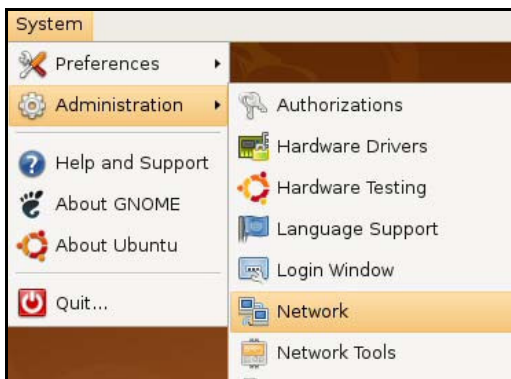 System
Preferences
Administration
Help and Support
About GNOME
About Ubuntu
Quit...
Authorizations
Hardware Drivers
Hardware Testing
Language Support
Login Window
Network
Network Tools